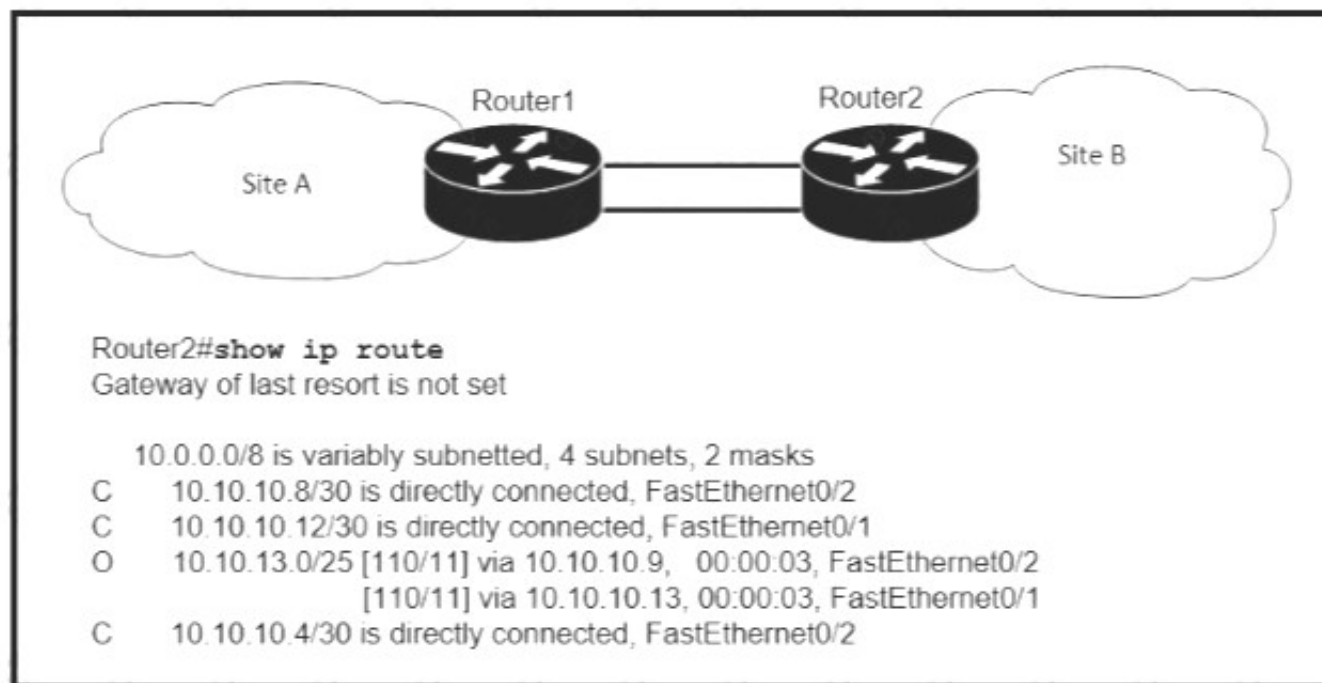 Router1
Router2
Site A
Site B
Router2#show ip route
Gateway of last resort is not set
10.0.0.0/8 is variably subnetted, 4 subnets, 2 masks
C 10.10.10.8/30 is directly connected, FastEthernet0/2
C 10.10.10.12/30 is directly connected, FastEthernet0/1
O 10.10.13.0/25 [110/11] via 10.10.10.9, 00:00:03, FastEthernet0/2
[110/11] via 10.10.10.13, 00:00:03, FastEthernet0/1
C 10.10.10.4/30 is directly connected, FastEthernet0/2